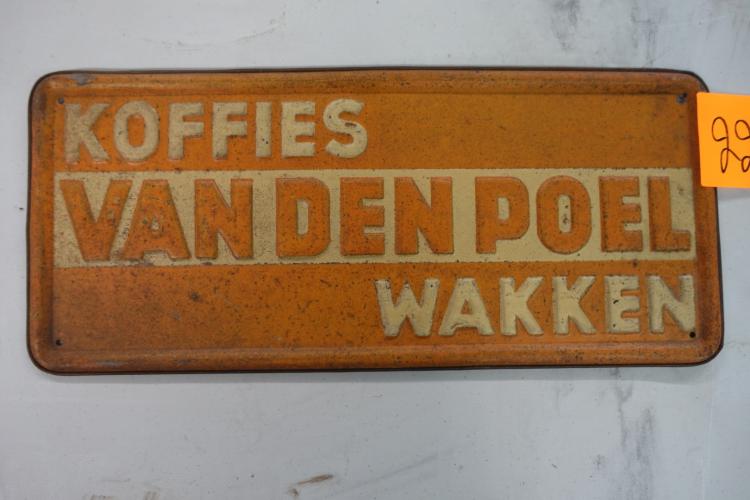 KOFFIES
VAN DEN POEL
WAKKEN